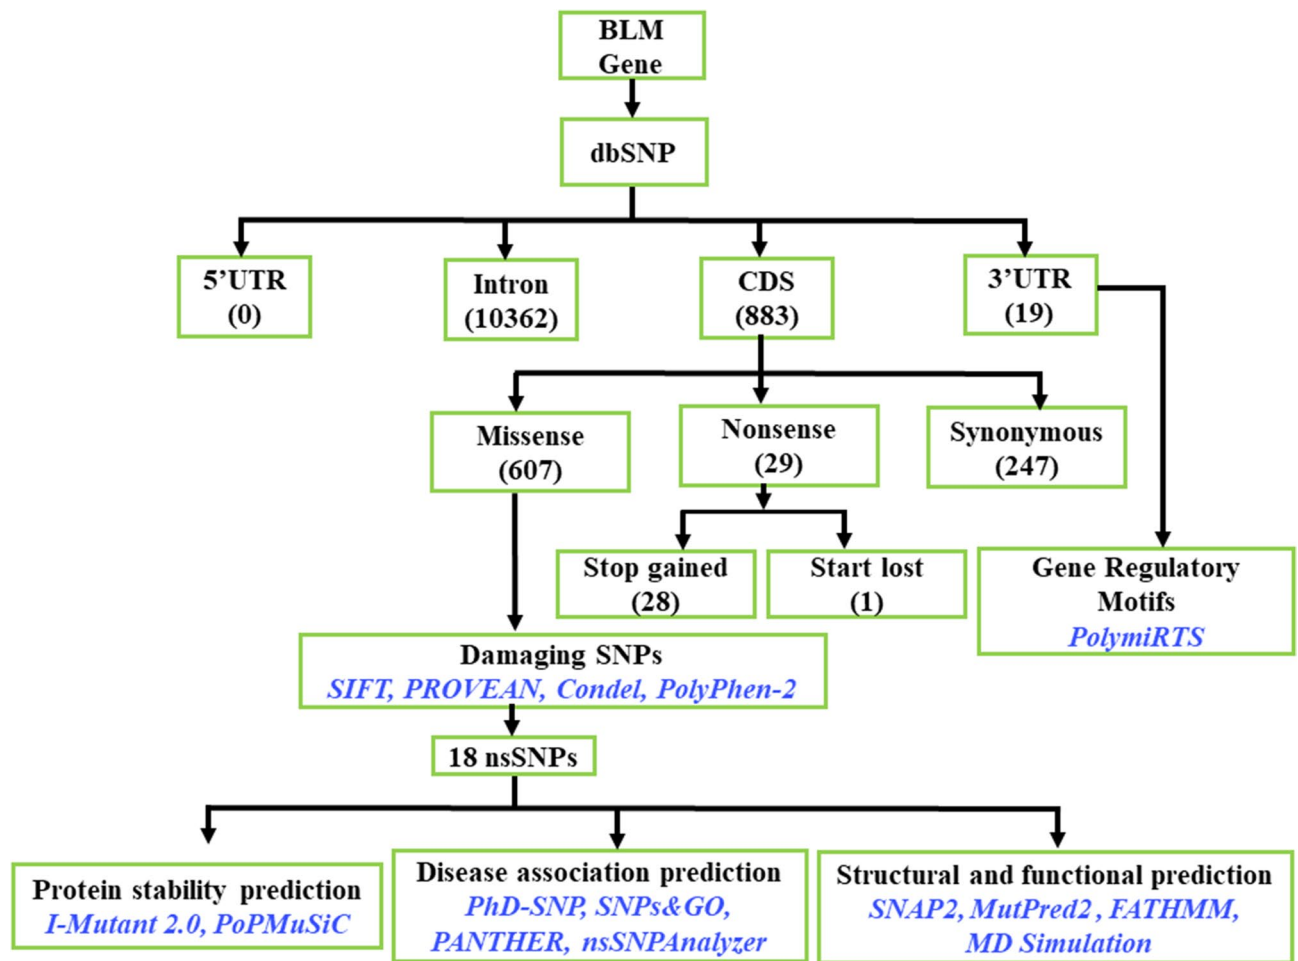 BLM
Gene
dbSNP
5’UTR
(0)
Intron
(10362)
CDS
(883)
3’UTR
(19)
Missense
(607)
Nonsense
(29)
Synonymous
(247)
Stop gained
(28)
Start lost
(1)
Gene Regulatory
Motifs
PolymiRTS
Damaging SNPs
SIFT, PROVEAN, Condel, PolyPhen-2
18 nsSNPs
Protein stability prediction
I-Mutant 2.0, PoPMuSiC
Disease association prediction
PhD-SNP, SNPs&GO,
PANTHER, nsSNPAnalyzer
Structural and functional prediction
SNAP2, MutPred2 , FATHMM,
MD Simulation